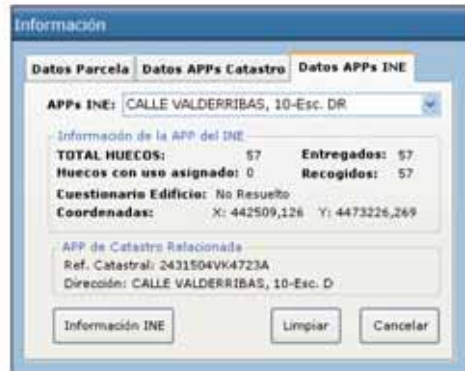 Información
Datos Parcela Datos APPs Catastro Datos APPs INE
APPs INE: CALLE VALDERRIBAS, 10-Esc. DR
Información de la APP del INE
TOTAL HUECOS: 57 Entregados: 57
Huecos con uso asignado: 0 Recogidos: 57
Cuestionario Edificio: No Resuelto
Coordenadas: X: 442509,126 Y: 4473226,269
APP de Catastro Relacionada
Ref. Catastral: 2431504VK4723A
Dirección: CALLE VALDERRIBAS, 10-Esc. D
Información INE Limpiar Cancelar